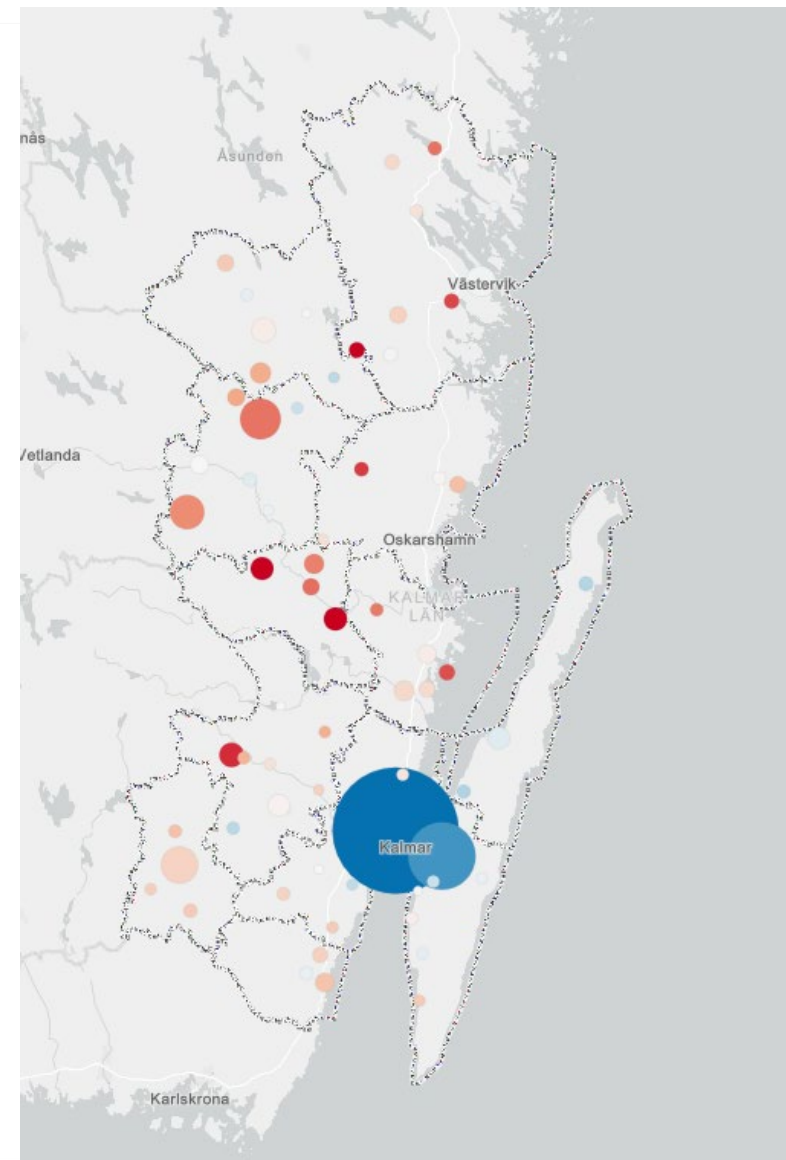 nås
Åsunden
Västervik
Vetlanda
Oskarshamn
KALMAR
LÄN
Kalmar
Karlskrona